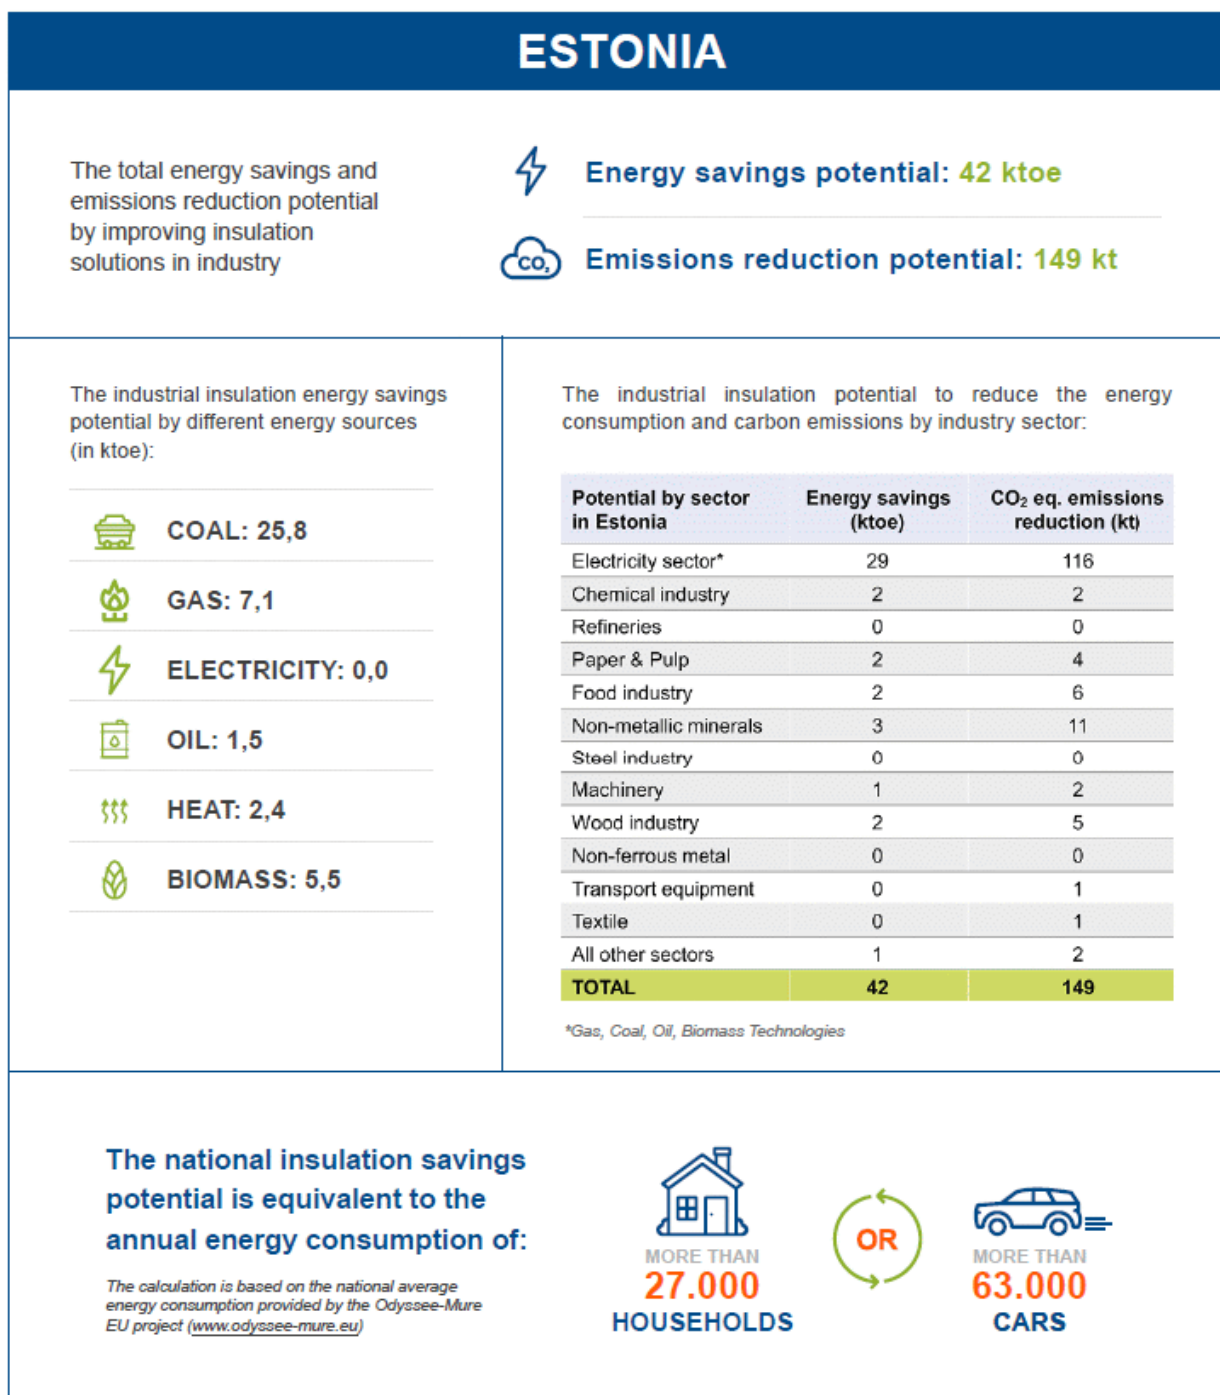 ESTONIA
The total energy savings and
emissions reduction potential
by improving insulation
solutions in industry
Energy savings potential: 42 ktoe
CO₂
Emissions reduction potential: 149 kt
The industrial insulation energy savings
potential by different energy sources
(in ktoe):
COAL: 25,8
GAS: 7,1
ELECTRICITY: 0,0
OIL: 1,5
HEAT: 2,4
BIOMASS: 5,5
The industrial insulation potential to reduce the energy
consumption and carbon emissions by industry sector:
Potential by sector in Estonia | Energy savings (ktoe) | CO₂ eq. emissions reduction (kt)
Electricity sector* 29 116
Chemical industry 2 2
Refineries 0 0
Paper & Pulp 2 4
Food industry 2 6
Non-metallic minerals 3 11
Steel industry 0 0
Machinery 1 2
Wood industry 2 5
Non-ferrous metal 0 0
Transport equipment 0 1
Textile 0 1
All other sectors 1 2
TOTAL 42 149
*Gas, Coal, Oil, Biomass Technologies
The national insulation savings
potential is equivalent to the
annual energy consumption of:
The calculation is based on the national average
energy consumption provided by the Odyssee-Mure
EU project (www.odyssee-mure.eu)
MORE THAN
27.000
HOUSEHOLDS
OR
MORE THAN
63.000
CARS